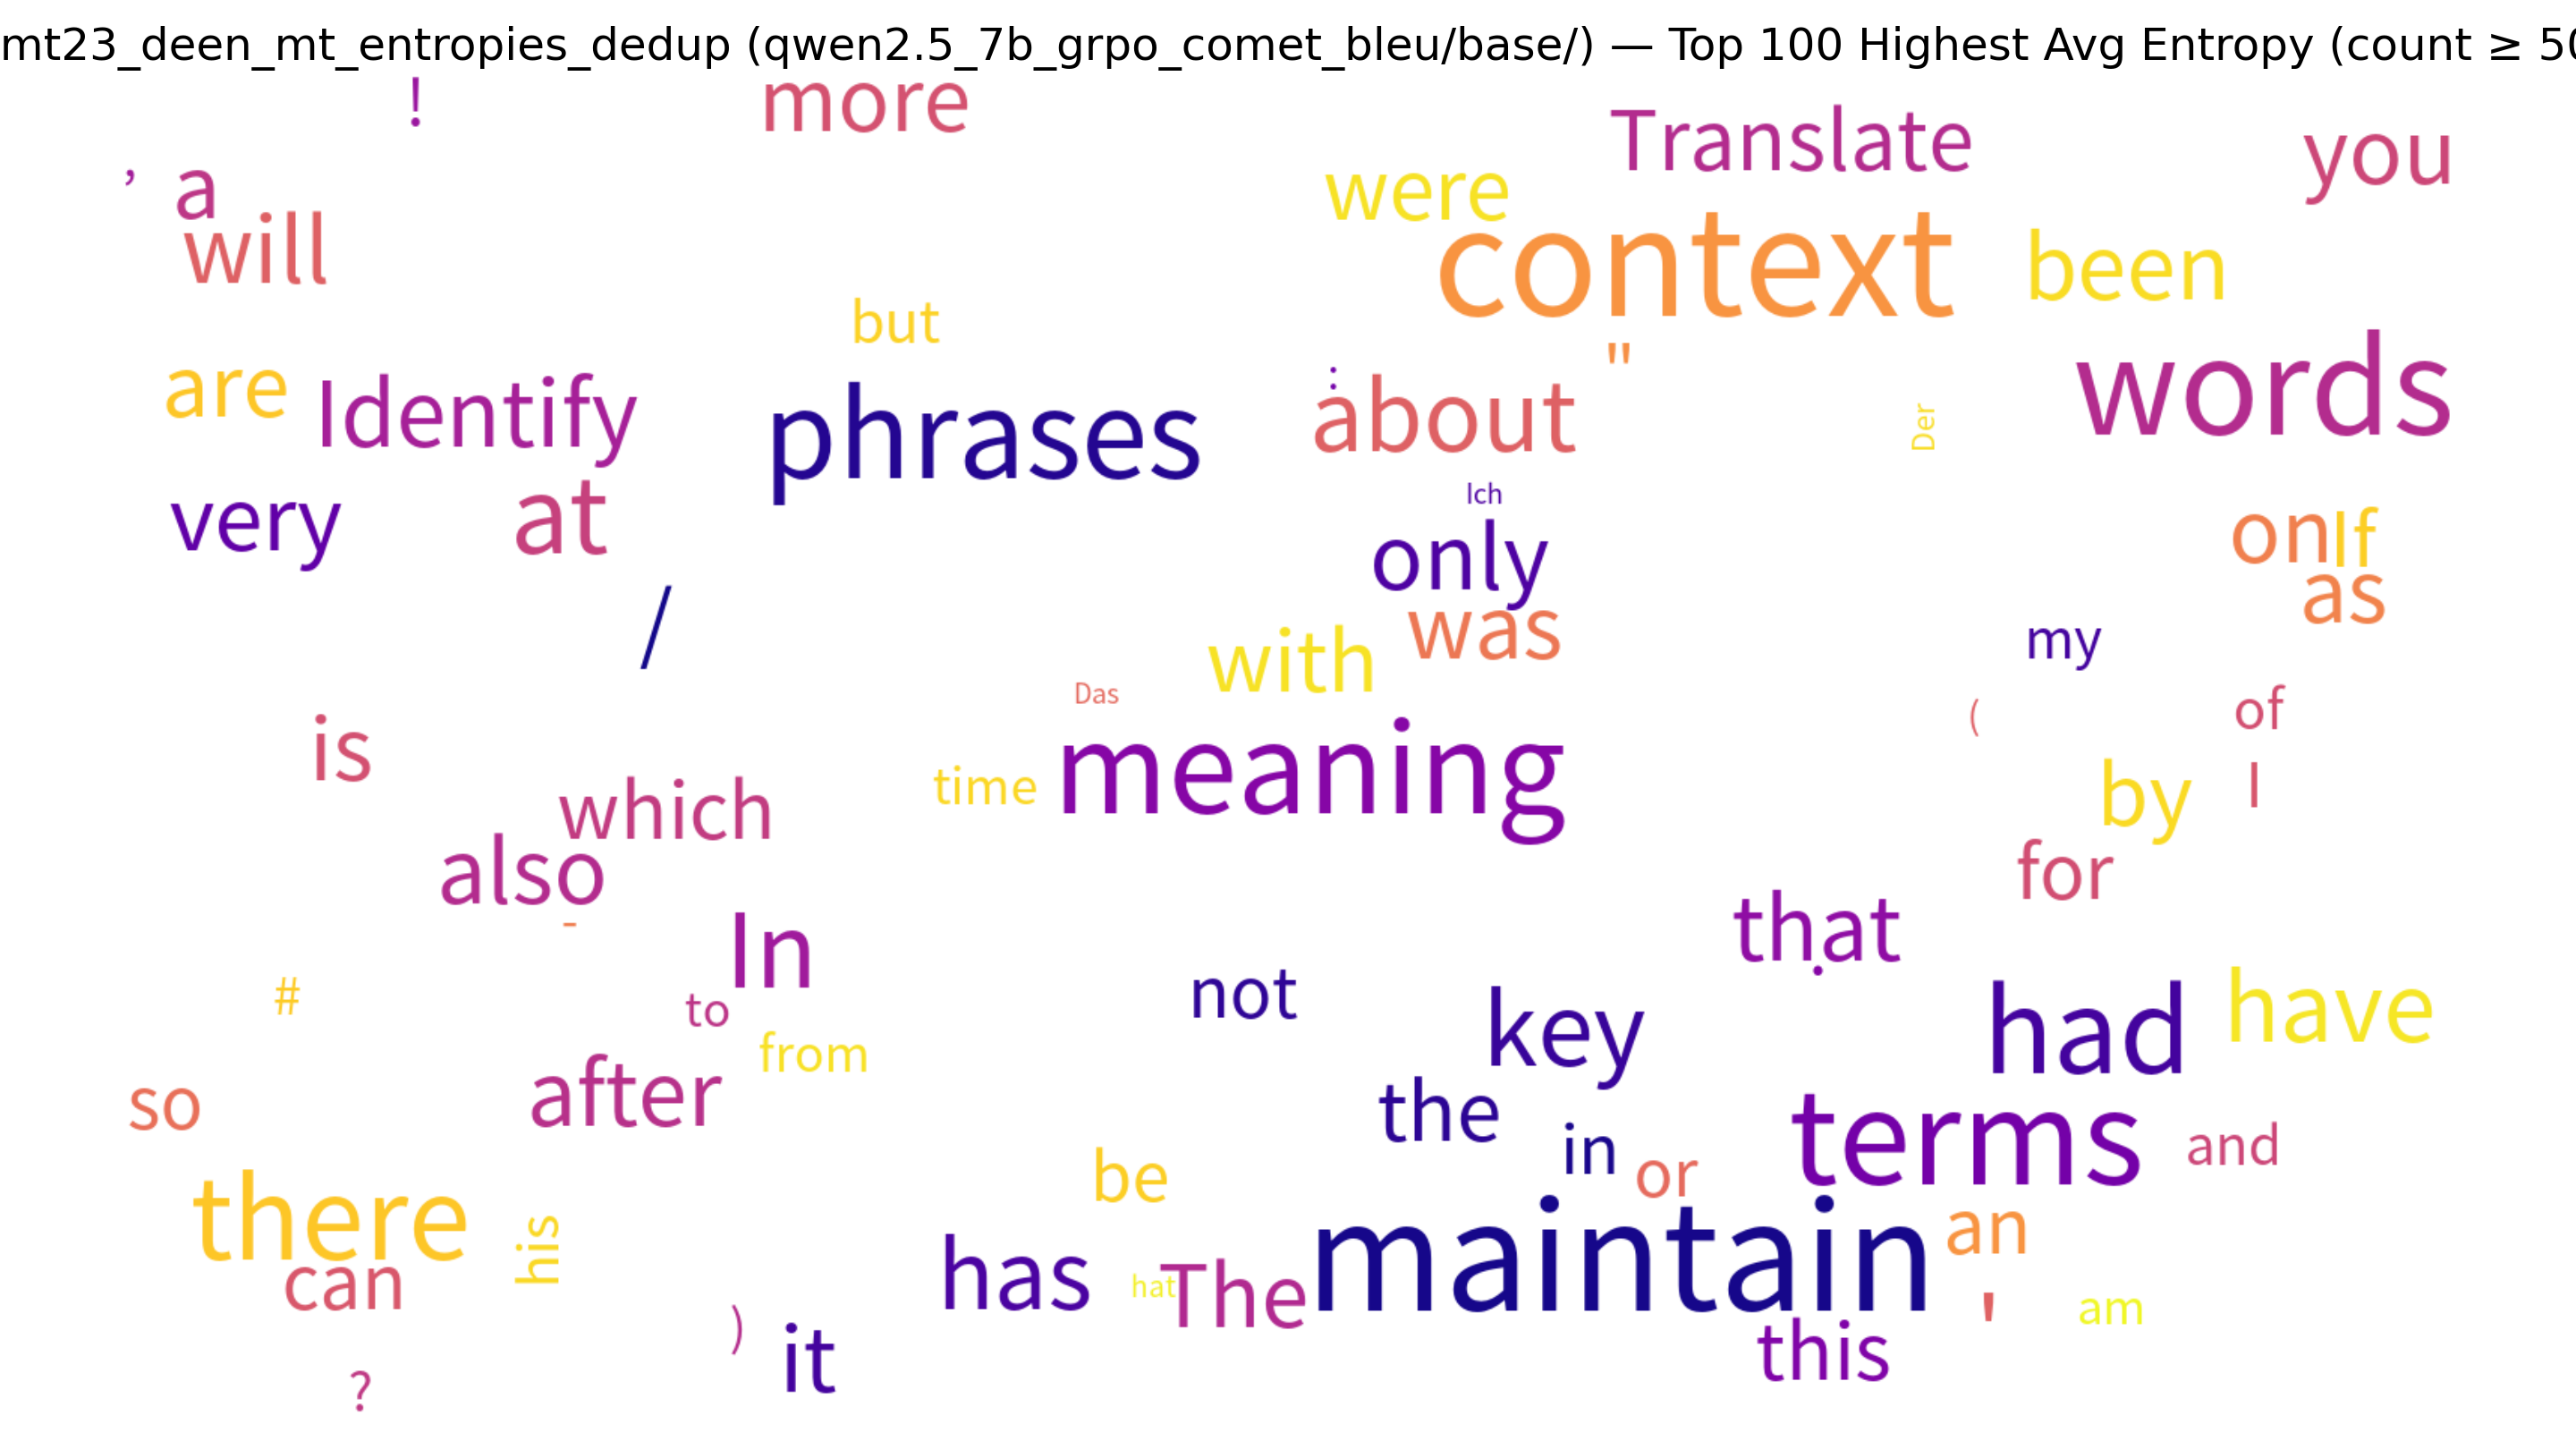 mt23_deen_mt_entropies_dedup (qwen2.5_7b_grpo_comet_bleu/base/) — Top 100 Highest Avg Entropy (count ≥ 50
!
more
Translate
you
,
a
were
will
context
been
but
"
words
are
Identify
phrases
:
about
Der
very
at
Ich
only
on
If
as
/
was
with
my
Das
(
of
is
meaning
time
which
by
I
also
for
-
In
that
.
#
to
not
key
had
have
from
so
after
the
in
or
terms
and
there
his
be
can
has
hat
The
maintain
an
'
am
)
it
this
?